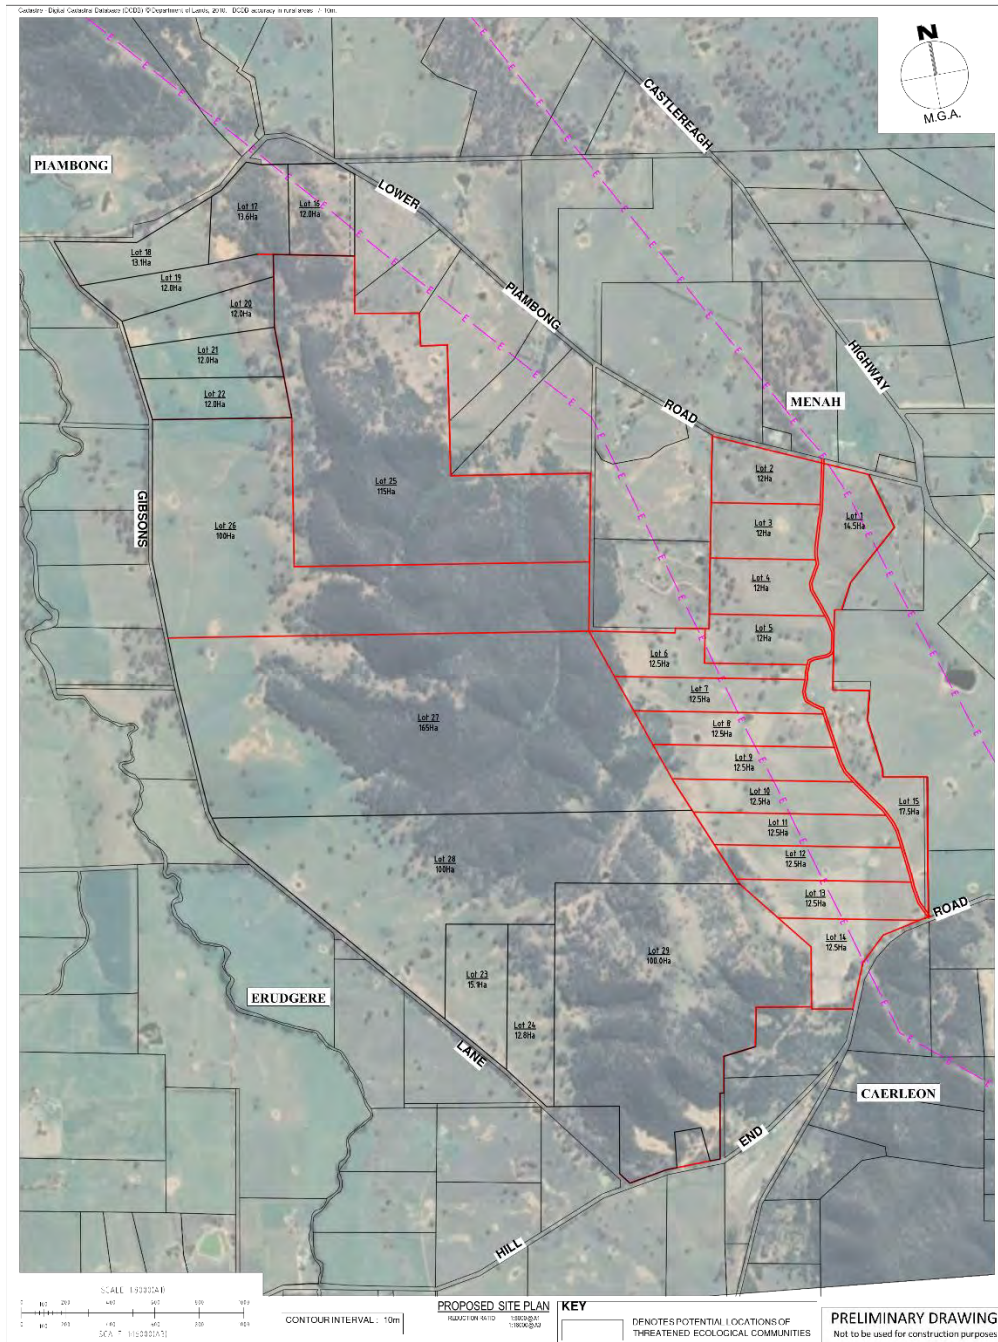 Cadastre - Digital Cadastral Database (DCDB) © Department of Lands, 2010. DCDB accuracy in rural areas +/- 10m.
N
M.G.A.
CASTLEREAGH
PIAMBONG
LOWER
Lot 17
13.6Ha
Lot 16
12.0Ha
Lot 18
13.1Ha
Lot 19
12.0Ha
Lot 20
12.0Ha
PIAMBONG
Lot 21
12.0Ha
HIGHWAY
Lot 22
12.0Ha
MENAH
ROAD
Lot 2
12Ha
Lot 25
115Ha
GIBSONS
Lot 26
100Ha
Lot 1
14.5Ha
Lot 3
12Ha
Lot 4
12Ha
Lot 5
12Ha
Lot 6
12.5Ha
Lot 7
12.5Ha
Lot 27
165Ha
Lot 8
12.5Ha
Lot 9
12.5Ha
Lot 10
12.5Ha
Lot 15
17.5Ha
Lot 11
12.5Ha
Lot 28
100Ha
Lot 12
12.5Ha
Lot 13
12.5Ha
ROAD
Lot 14
12.5Ha
Lot 29
100.0Ha
Lot 23
15.1Ha
ERUDGERE
Lot 24
12.8Ha
LANE
CAERLEON
END
HILL
CONTOUR INTERVAL : 10m
PROPOSED SITE PLAN
REDUCTION RATIO
KEY
DENOTES POTENTIAL LOCATIONS OF
THREATENED ECOLOGICAL COMMUNITIES
PRELIMINARY DRAWING
Not to be used for construction purposes